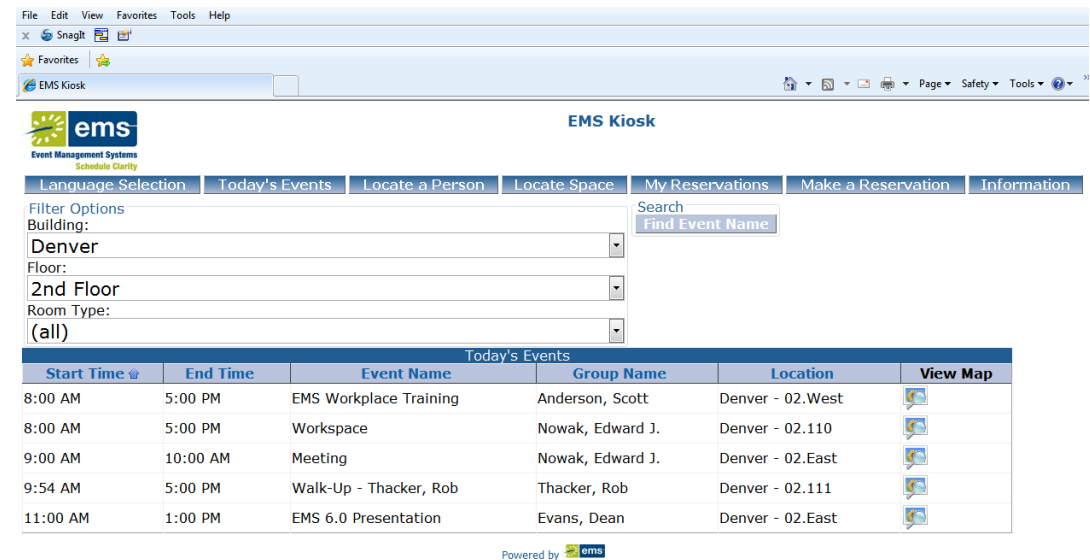 File Edit View Favorites Tools Help
x SnagIt
Favorites
EMS Kiosk
Page Safety Tools
ems
Event Management Systems
Schedule Clarity
EMS Kiosk
Language Selection Today's Events Locate a Person Locate Space My Reservations Make a Reservation Information
Filter Options
Building:
Denver
Floor:
2nd Floor
Room Type:
(all)
Search
Find Event Name
Today's Events
Start Time End Time Event Name Group Name Location View Map
8:00 AM 5:00 PM EMS Workplace Training Anderson, Scott Denver - 02.West
8:00 AM 5:00 PM Workspace Nowak, Edward J. Denver - 02.110
9:00 AM 10:00 AM Meeting Nowak, Edward J. Denver - 02.East
9:54 AM 5:00 PM Walk-Up - Thacker, Rob Thacker, Rob Denver - 02.111
11:00 AM 1:00 PM EMS 6.0 Presentation Evans, Dean Denver - 02.East
Powered by ems